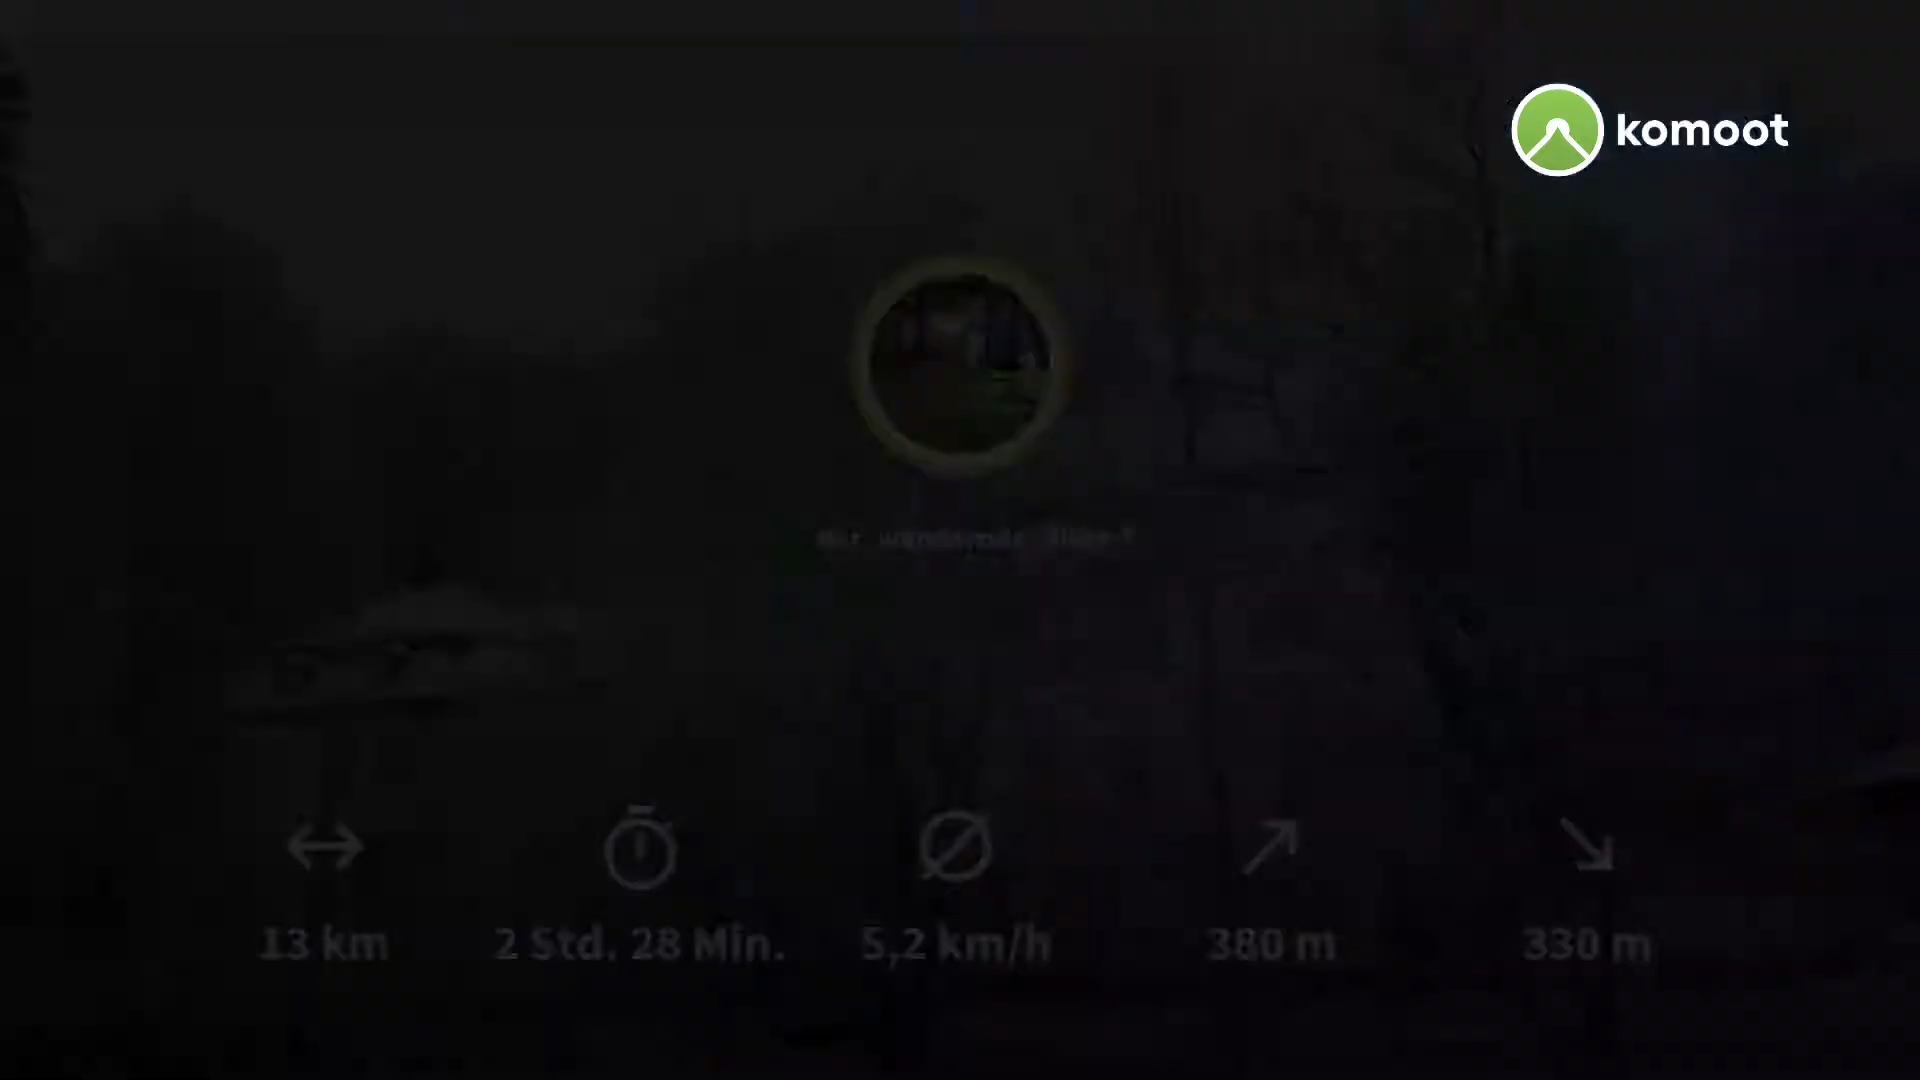 komoot
13 km
2 Std. 28 Min.
5,2 km/h
380 m
330 m